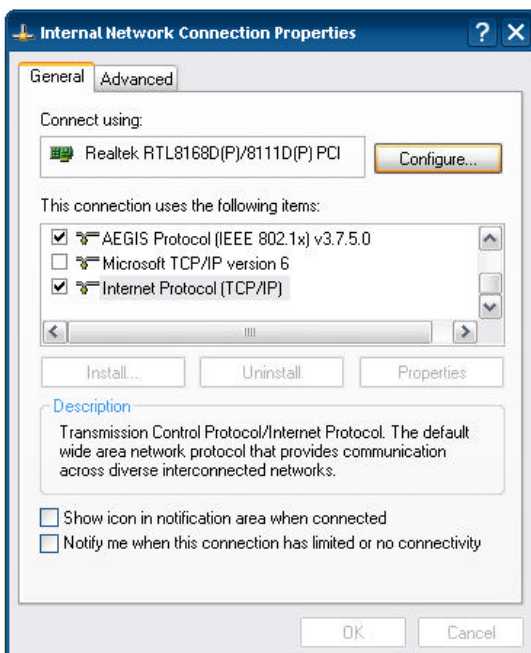 Internal Network Connection Properties
General Advanced
Connect using:
Realtek RTL8168D(P)/8111D(P) PCI Configure...
This connection uses the following items:
AEGIS Protocol (IEEE 802.1x) v3.7.5.0
Microsoft TCP/IP version 6
Internet Protocol (TCP/IP)
Install... Uninstall Properties
Description
Transmission Control Protocol/Internet Protocol. The default
wide area network protocol that provides communication
across diverse interconnected networks.
Show icon in notification area when connected
Notify me when this connection has limited or no connectivity
OK Cancel